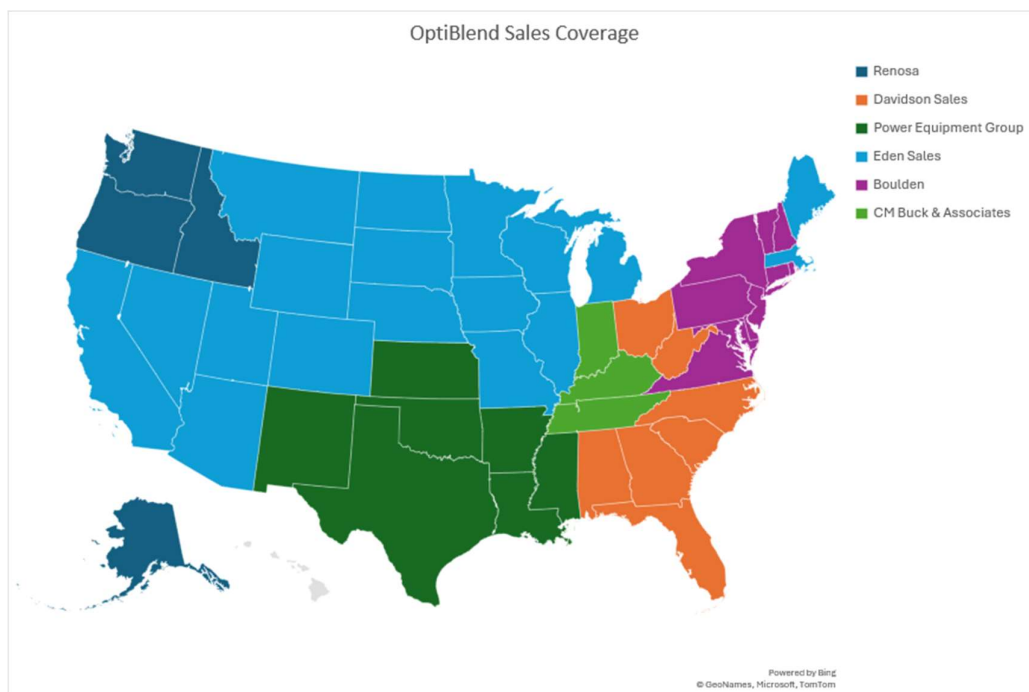 OptiBlend Sales Coverage
Renosa
Davidson Sales
Power Equipment Group
Eden Sales
Boulden
CM Buck & Associates
Powered by Bing
© GeoNames, Microsoft, TomTom